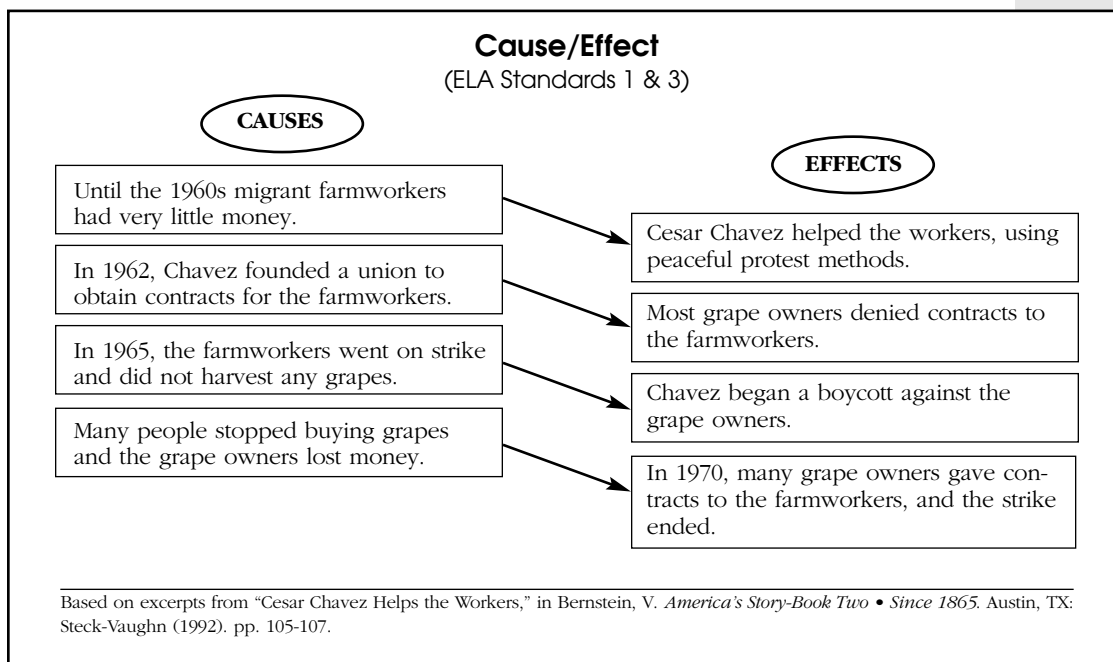 Cause/Effect
(ELA Standards 1 & 3)
CAUSES
Until the 1960s migrant farmworkers
had very little money.
In 1962, Chavez founded a union to
obtain contracts for the farmworkers.
In 1965, the farmworkers went on strike
and did not harvest any grapes.
Many people stopped buying grapes
and the grape owners lost money.
EFFECTS
Cesar Chavez helped the workers, using
peaceful protest methods.
Most grape owners denied contracts to
the farmworkers.
Chavez began a boycott against the
grape owners.
In 1970, many grape owners gave con-
tracts to the farmworkers, and the strike
ended.
Based on excerpts from “Cesar Chavez Helps the Workers,” in Bernstein, V. America's Story-Book Two • Since 1865. Austin, TX:
Steck-Vaughn (1992). pp. 105-107.